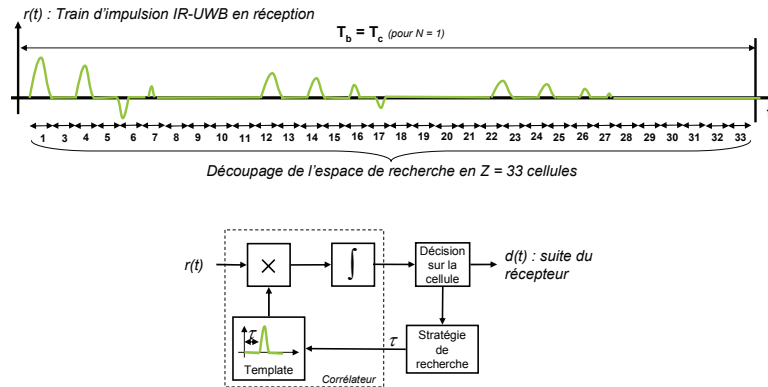 r(t) : Train d'impulsion IR-UWB en réception
Tb = Tc (pour N = 1)
1 3 4 5 6 7 8 9 10 11 12 13 14 15 16 17 18 19 20 21 22 23 24 25 26 27 28 29 30 31 32 33
Découpage de l'espace de recherche en Z = 33 cellules
r(t)
×
∫
Décision
sur la
cellule
d(t) : suite du
récepteur
τ
Template
τ
Stratégie
de
recherche
Corrélateur